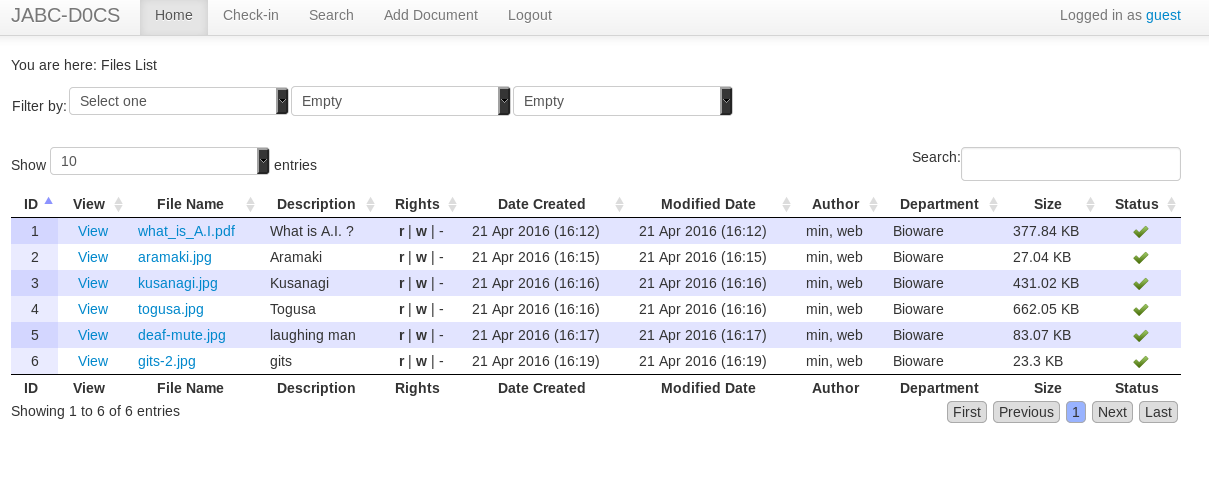 JABC-D0CS Home Check-in Search Add Document Logout Logged in as guest
You are here: Files List
Filter by: Select one Empty Empty
Show 10 entries Search:
ID View File Name Description Rights Date Created Modified Date Author Department Size Status
1 View what_is_A.I.pdf What is A.I. ? r | w | - 21 Apr 2016 (16:12) 21 Apr 2016 (16:12) min, web Bioware 377.84 KB
2 View aramaki.jpg Aramaki r | w | - 21 Apr 2016 (16:15) 21 Apr 2016 (16:15) min, web Bioware 27.04 KB
3 View kusanagi.jpg Kusanagi r | w | - 21 Apr 2016 (16:16) 21 Apr 2016 (16:16) min, web Bioware 431.02 KB
4 View togusa.jpg Togusa r | w | - 21 Apr 2016 (16:16) 21 Apr 2016 (16:16) min, web Bioware 662.05 KB
5 View deaf-mute.jpg laughing man r | w | - 21 Apr 2016 (16:17) 21 Apr 2016 (16:17) min, web Bioware 83.07 KB
6 View gits-2.jpg gits r | w | - 21 Apr 2016 (16:19) 21 Apr 2016 (16:19) min, web Bioware 23.3 KB
ID View File Name Description Rights Date Created Modified Date Author Department Size Status
Showing 1 to 6 of 6 entries First Previous 1 Next Last